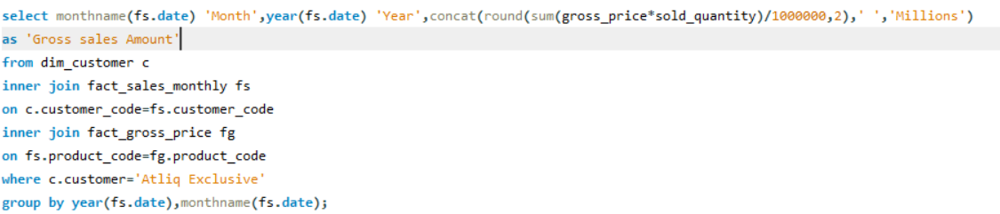 select monthname(fs.date) 'Month',year(fs.date) 'Year',concat(round(sum(gross_price*sold_quantity)/1000000,2),' ','Millions')
as 'Gross sales Amount'
from dim_customer c
inner join fact_sales_monthly fs
on c.customer_code=fs.customer_code
inner join fact_gross_price fg
on fs.product_code=fg.product_code
where c.customer='Atliq Exclusive'
group by year(fs.date),monthname(fs.date);